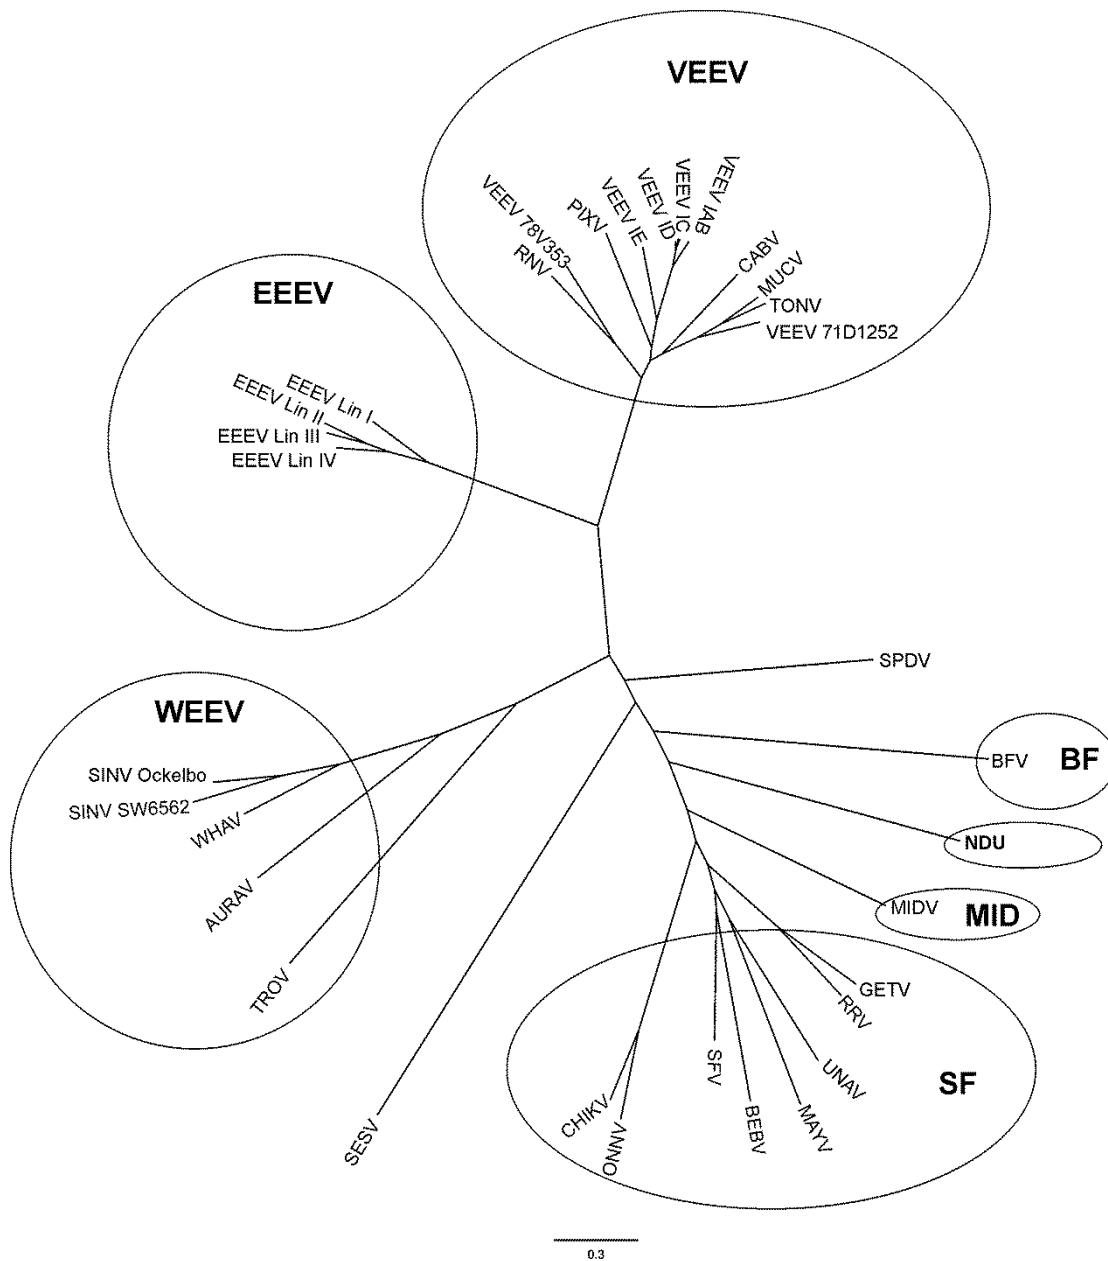 VEEV
VEEV 78V353
RNV
PIXV
VEEV IE
VEEV ID
VEEV IC
VEEV IAB
CABV
MUCV
TONV
VEEV 71D1252
EEEV
EEEV Lin I
EEEV Lin II
EEEV Lin III
EEEV Lin IV
SPDV
WEEV
SINV Ockelbo
SINV SW6562
WHAV
AURAV
TROV
SESV
BFV
BF
NDU
MIDV
MID
GETV
RRV
UNAV
MAYV
BEBV
SFV
SF
CHIKV
ONNV
0.3